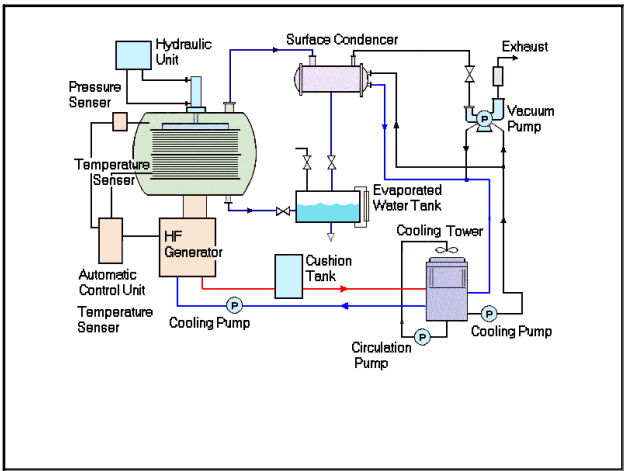 Hydraulic
Unit
Surface Condencer
Exhaust
Pressure
Senser
Vacuum
Pump
Temperature
Senser
Evaporated
Water Tank
HF
Generator
Cooling Tower
Cushion
Tank
Automatic
Control Unit
Temperature
Senser
Cooling Pump
P
P
P
P
Cooling Pump
Circulation
Pump